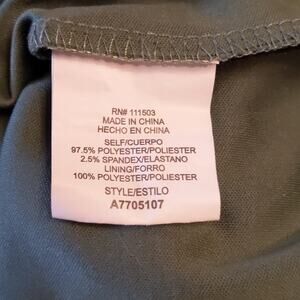 RN# 111503
MADE IN CHINA
HECHO EN CHINA
SELF/CUERPO
97.5% POLYESTER/POLIESTER
2.5% SPANDEX/ELASTANO
LINING/FORRO
100% POLYESTER/POLIESTER
STYLE/ESTILO
A7705107